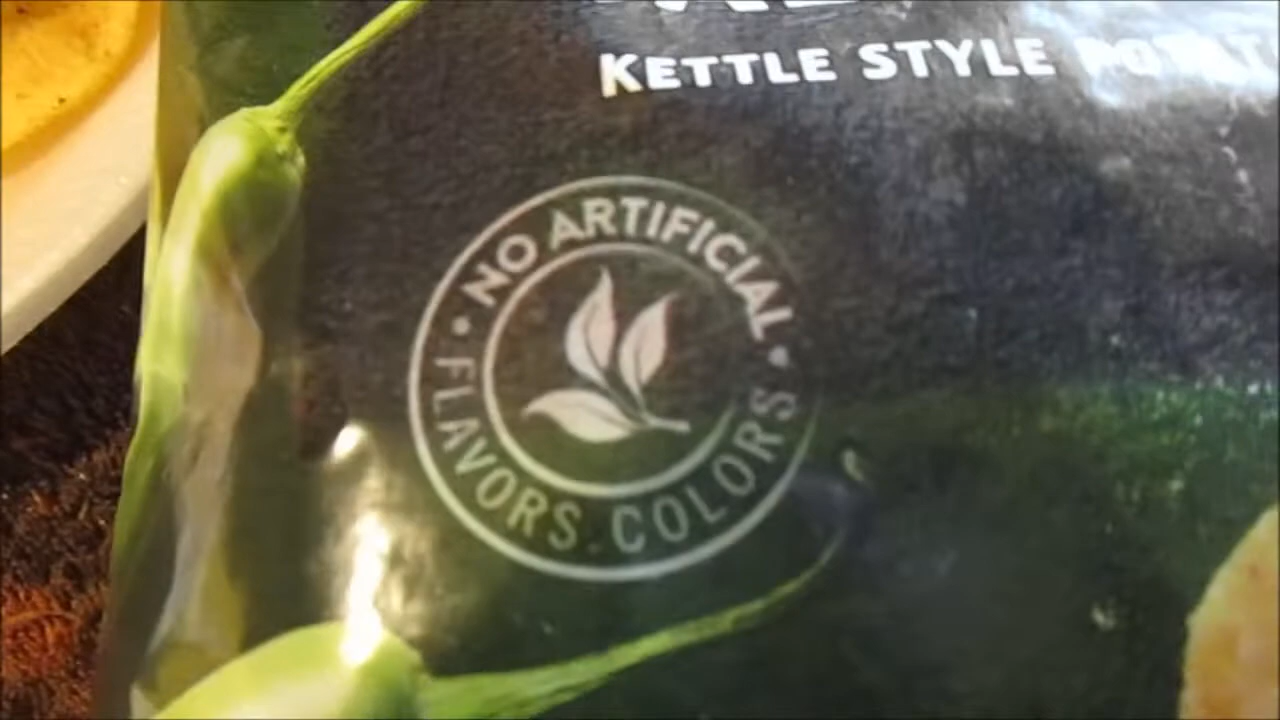 KETTLE STYLE POTAT
• NO ARTIFICIAL •
FLAVORS. COLORS